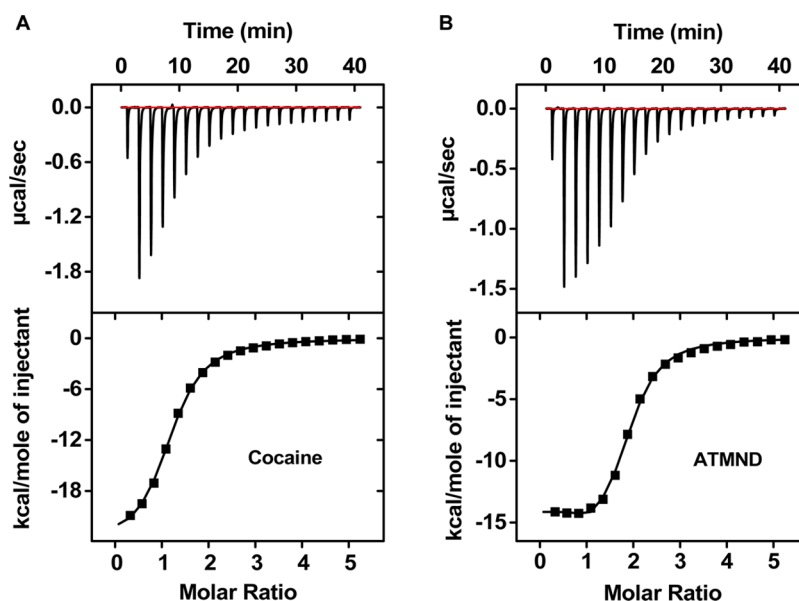 A
Time (min)
0 10 20 30 40
0.0
-0.6
-1.2
-1.8
µcal/sec
0
-6
-12
-18
kcal/mole of injectant
Cocaine
0 1 2 3 4 5
Molar Ratio
B
Time (min)
0 10 20 30 40
0.0
-0.5
-1.0
-1.5
µcal/sec
0
-5
-10
-15
kcal/mole of injectant
ATMND
0 1 2 3 4 5
Molar Ratio